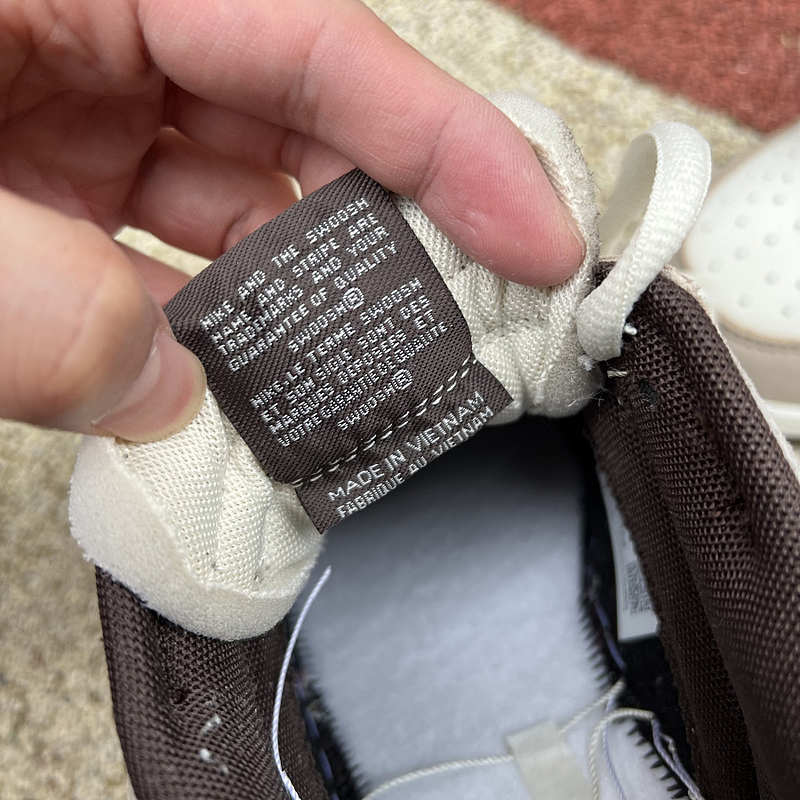 NIKE AND THE SWOOSH
NAME AND STRIPE ARE
TRADEMARKS AND YOUR
GUARANTEE OF QUALITY
SWOOSH®
NIKE-LE TERME SWOOSH
ET SON SIGLE SONT DES
MARQUES DEPOSEES ET
VOTRE GARANTIE DE QUALITE
SWOOSH®
MADE IN VIETNAM
FABRIQUE AU VIETNAM